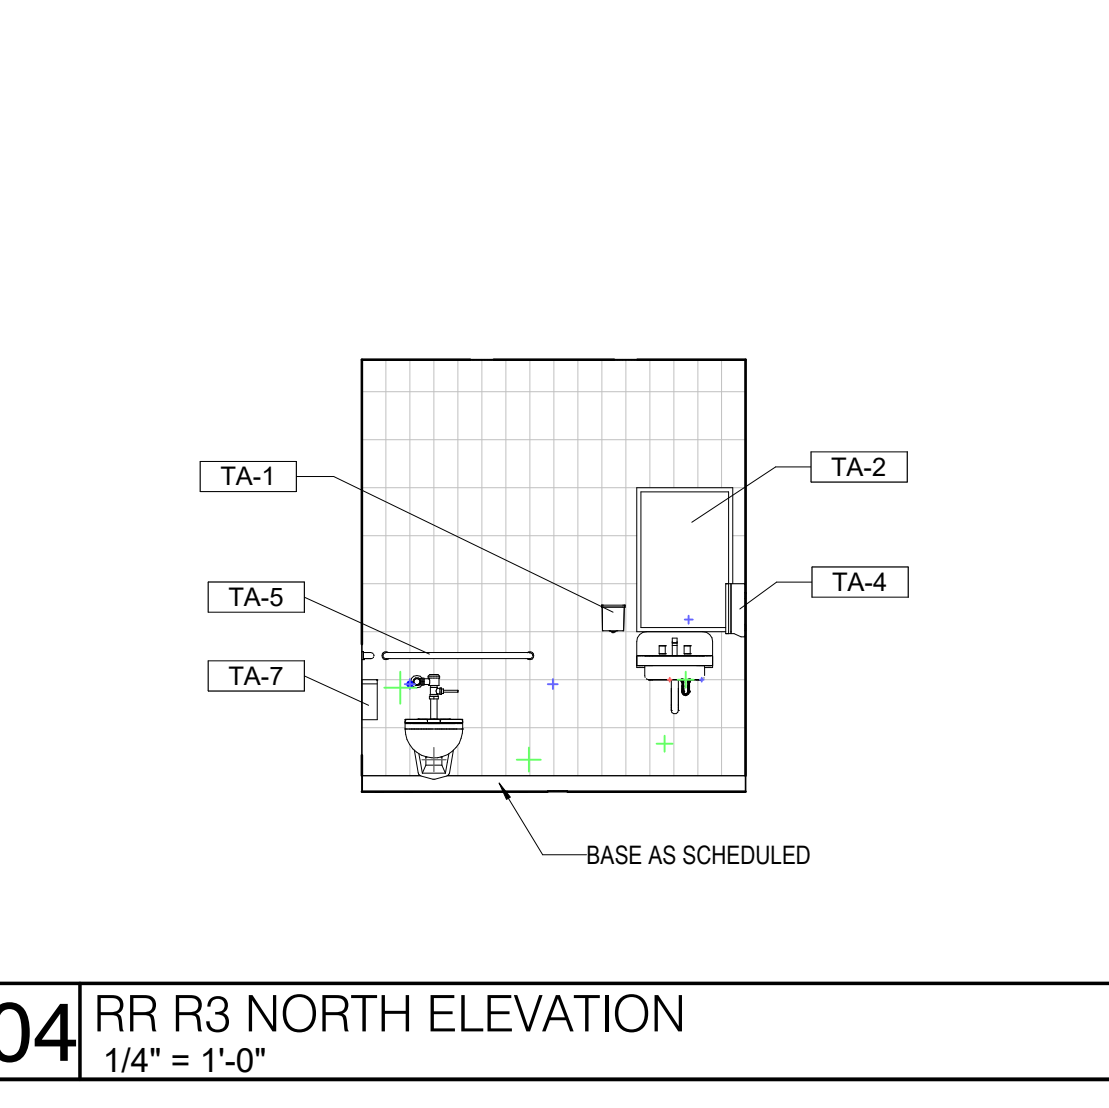 TA-1
TA-2
TA-4
TA-5
TA-7
BASE AS SCHEDULED
04
RR R3 NORTH ELEVATION
1/4" = 1'-0"